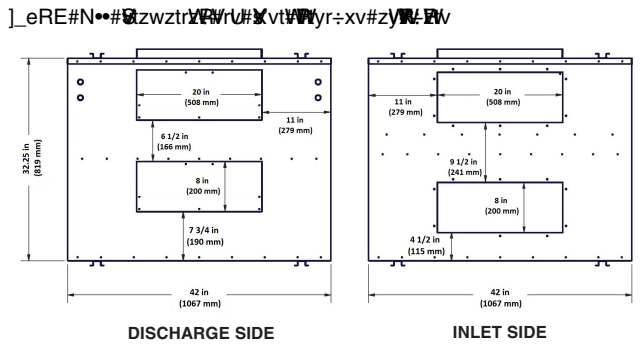 20 in
(508 mm)
11 in
(279 mm)
6 1/2 in
(166 mm)
8 in
(200 mm)
7 3/4 in
(190 mm)
32.25 in
(819 mm)
42 in
(1067 mm)
DISCHARGE SIDE
11 in
(279 mm)
20 in
(508 mm)
9 1/2 in
(241 mm)
8 in
(200 mm)
4 1/2 in
(115 mm)
42 in
(1067 mm)
INLET SIDE